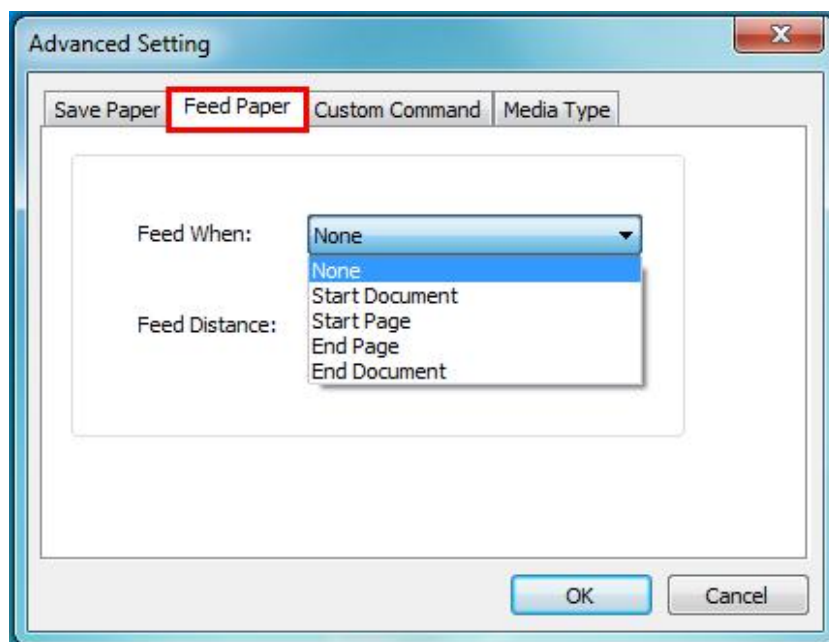 Advanced Setting
Save Paper Feed Paper Custom Command Media Type
Feed When: None
None
Start Document
Start Page
Feed Distance:
End Page
End Document
OK Cancel